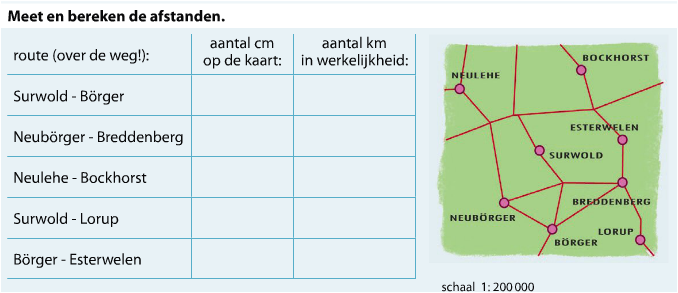 Meet en bereken de afstanden.
route (over de weg!):
aantal cm
op de kaart:
aantal km
in werkelijkheid:
Surwold - Börger
Neubörger - Breddenberg
Neulehe - Bockhorst
Surwold - Lorup
Börger - Esterwelen
BOCKHORST
NEULEHE
ESTERWELEN
SURWOLD
BREDDENBERG
NEUBÖRGER
LORUP
BÖRGER
schaal 1: 200 000